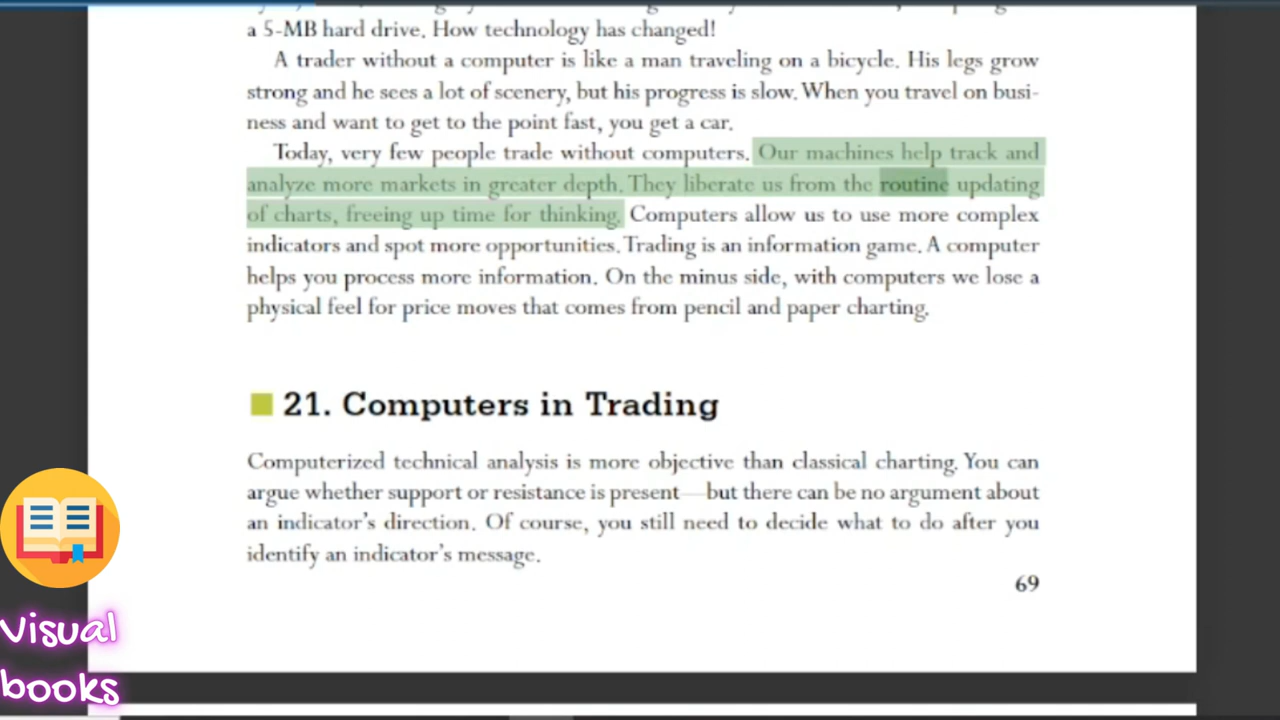 a 5-MB hard drive. How technology has changed!
A trader without a computer is like a man traveling on a bicycle. His legs grow
strong and he sees a lot of scenery, but his progress is slow. When you travel on busi-
ness and want to get to the point fast, you get a car.
Today, very few people trade without computers. Our machines help track and
analyze more markets in greater depth. They liberate us from the routine updating
of charts, freeing up time for thinking. Computers allow us to use more complex
indicators and spot more opportunities. Trading is an information game. A computer
helps you process more information. On the minus side, with computers we lose a
physical feel for price moves that comes from pencil and paper charting.
21. Computers in Trading
Computerized technical analysis is more objective than classical charting. You can
argue whether support or resistance is present—but there can be no argument about
an indicator's direction. Of course, you still need to decide what to do after you
identify an indicator's message.
69
Visual
books